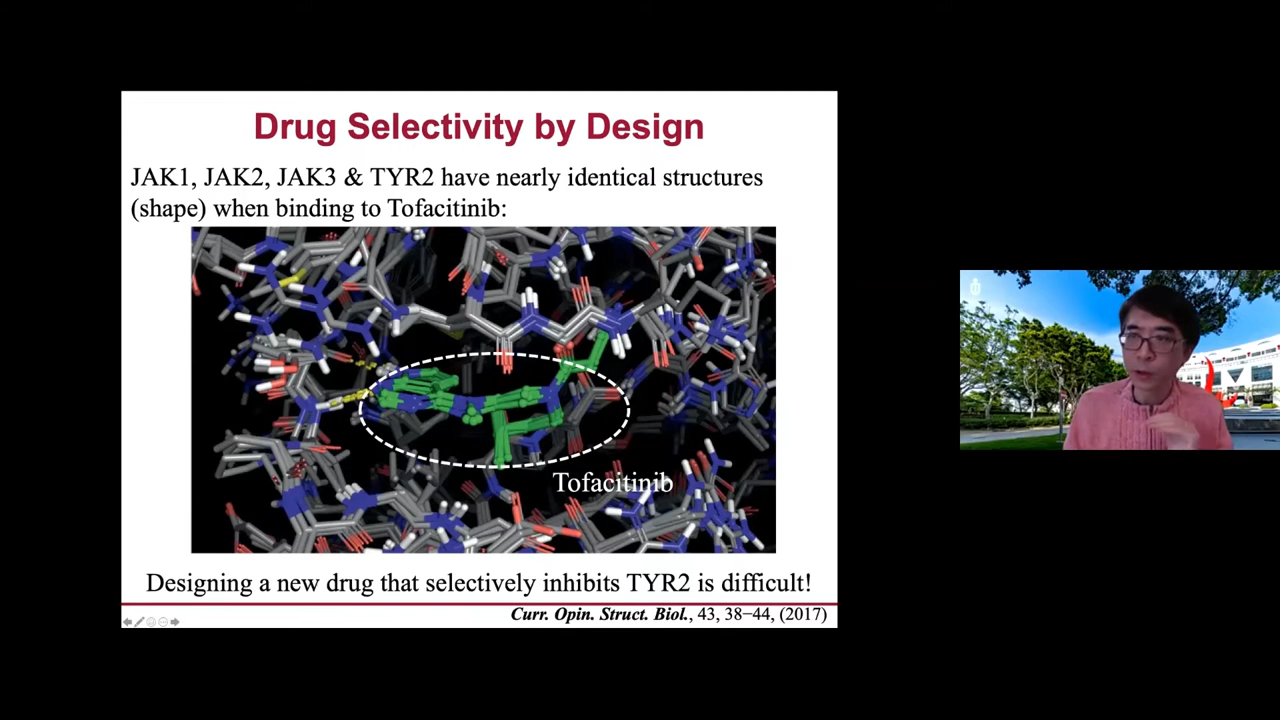 Drug Selectivity by Design
JAK1, JAK2, JAK3 & TYR2 have nearly identical structures
(shape) when binding to Tofacitinib:
Tofacitinib
Designing a new drug that selectively inhibits TYR2 is difficult!
Curr. Opin. Struct. Biol., 43, 38−44, (2017)